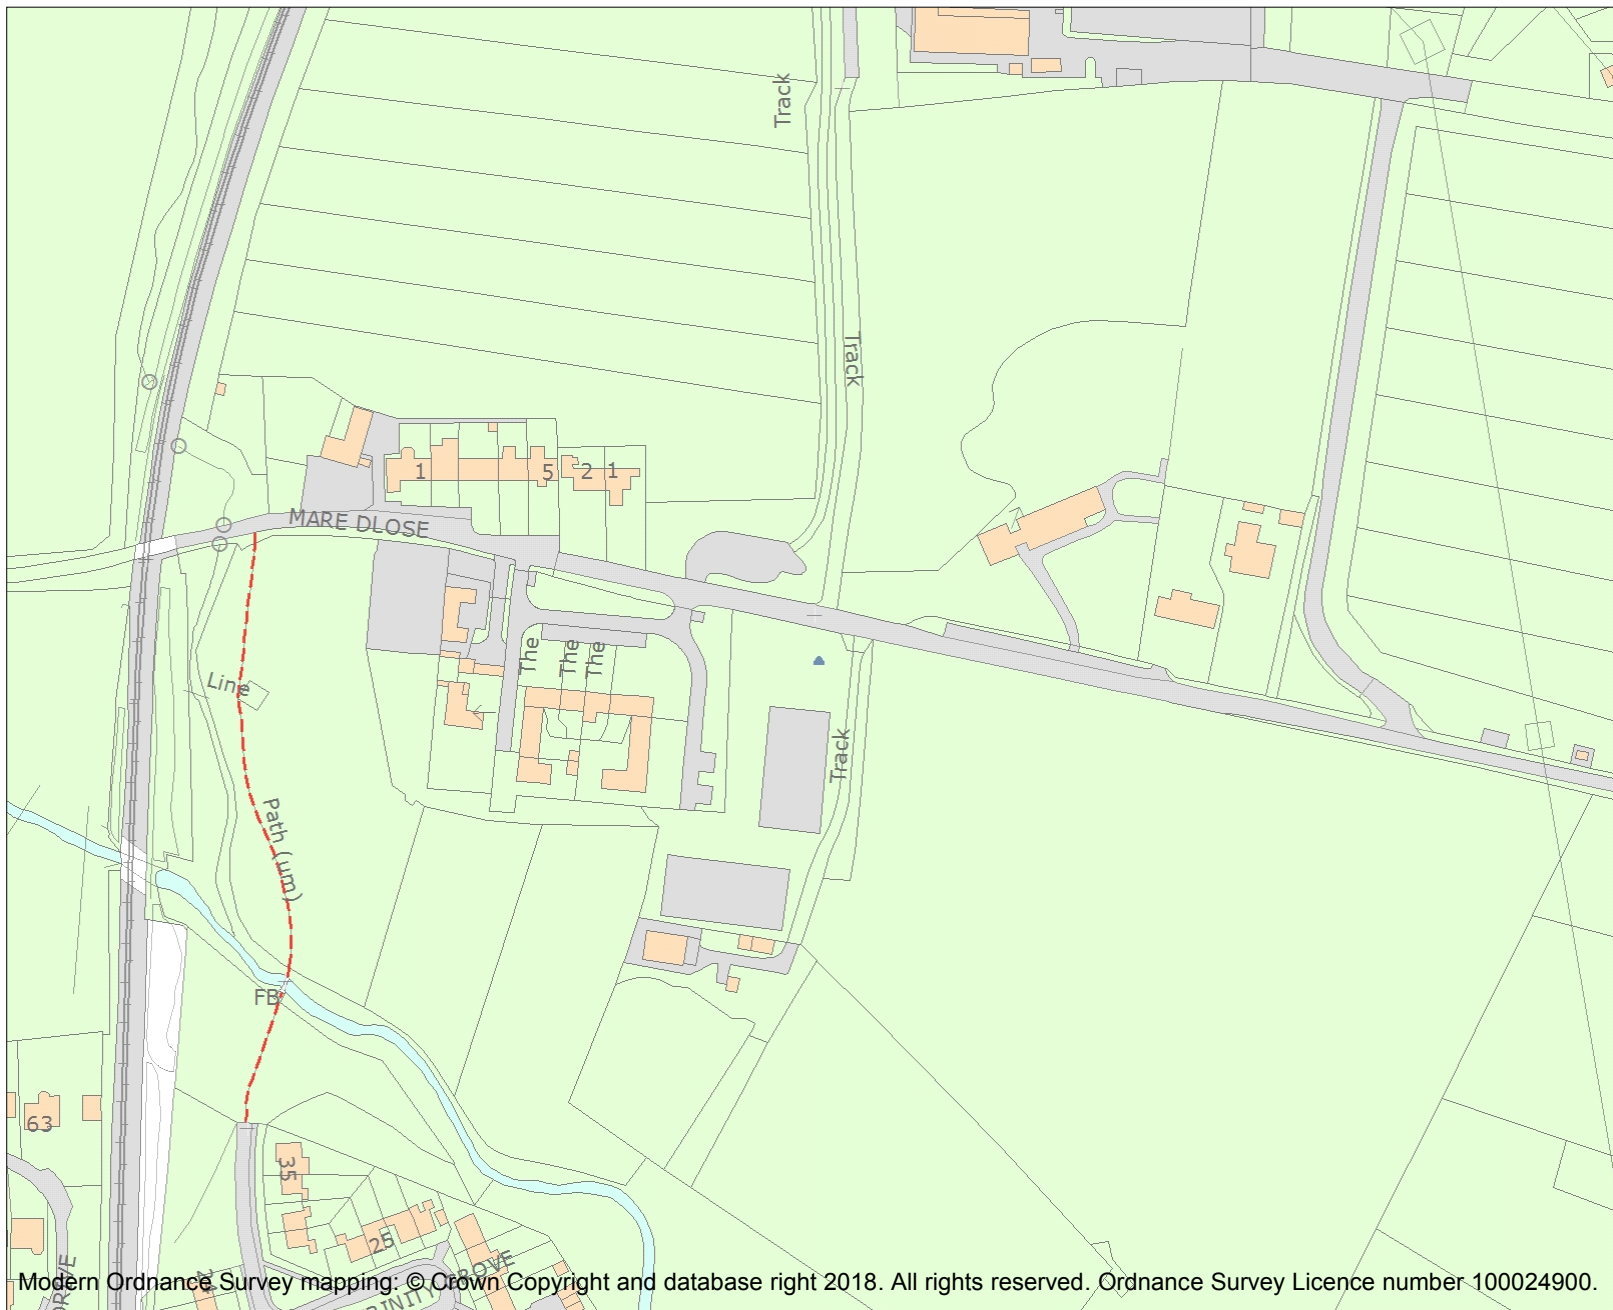 Track
Track
1
5
2
1
MARE DLOSE
The
The
The
Line
Track
Path (um)
FB
63
35
25
Modern Ordnance Survey mapping: © Crown Copyright and database right 2018. All rights reserved. Ordnance Survey Licence number 100024900.